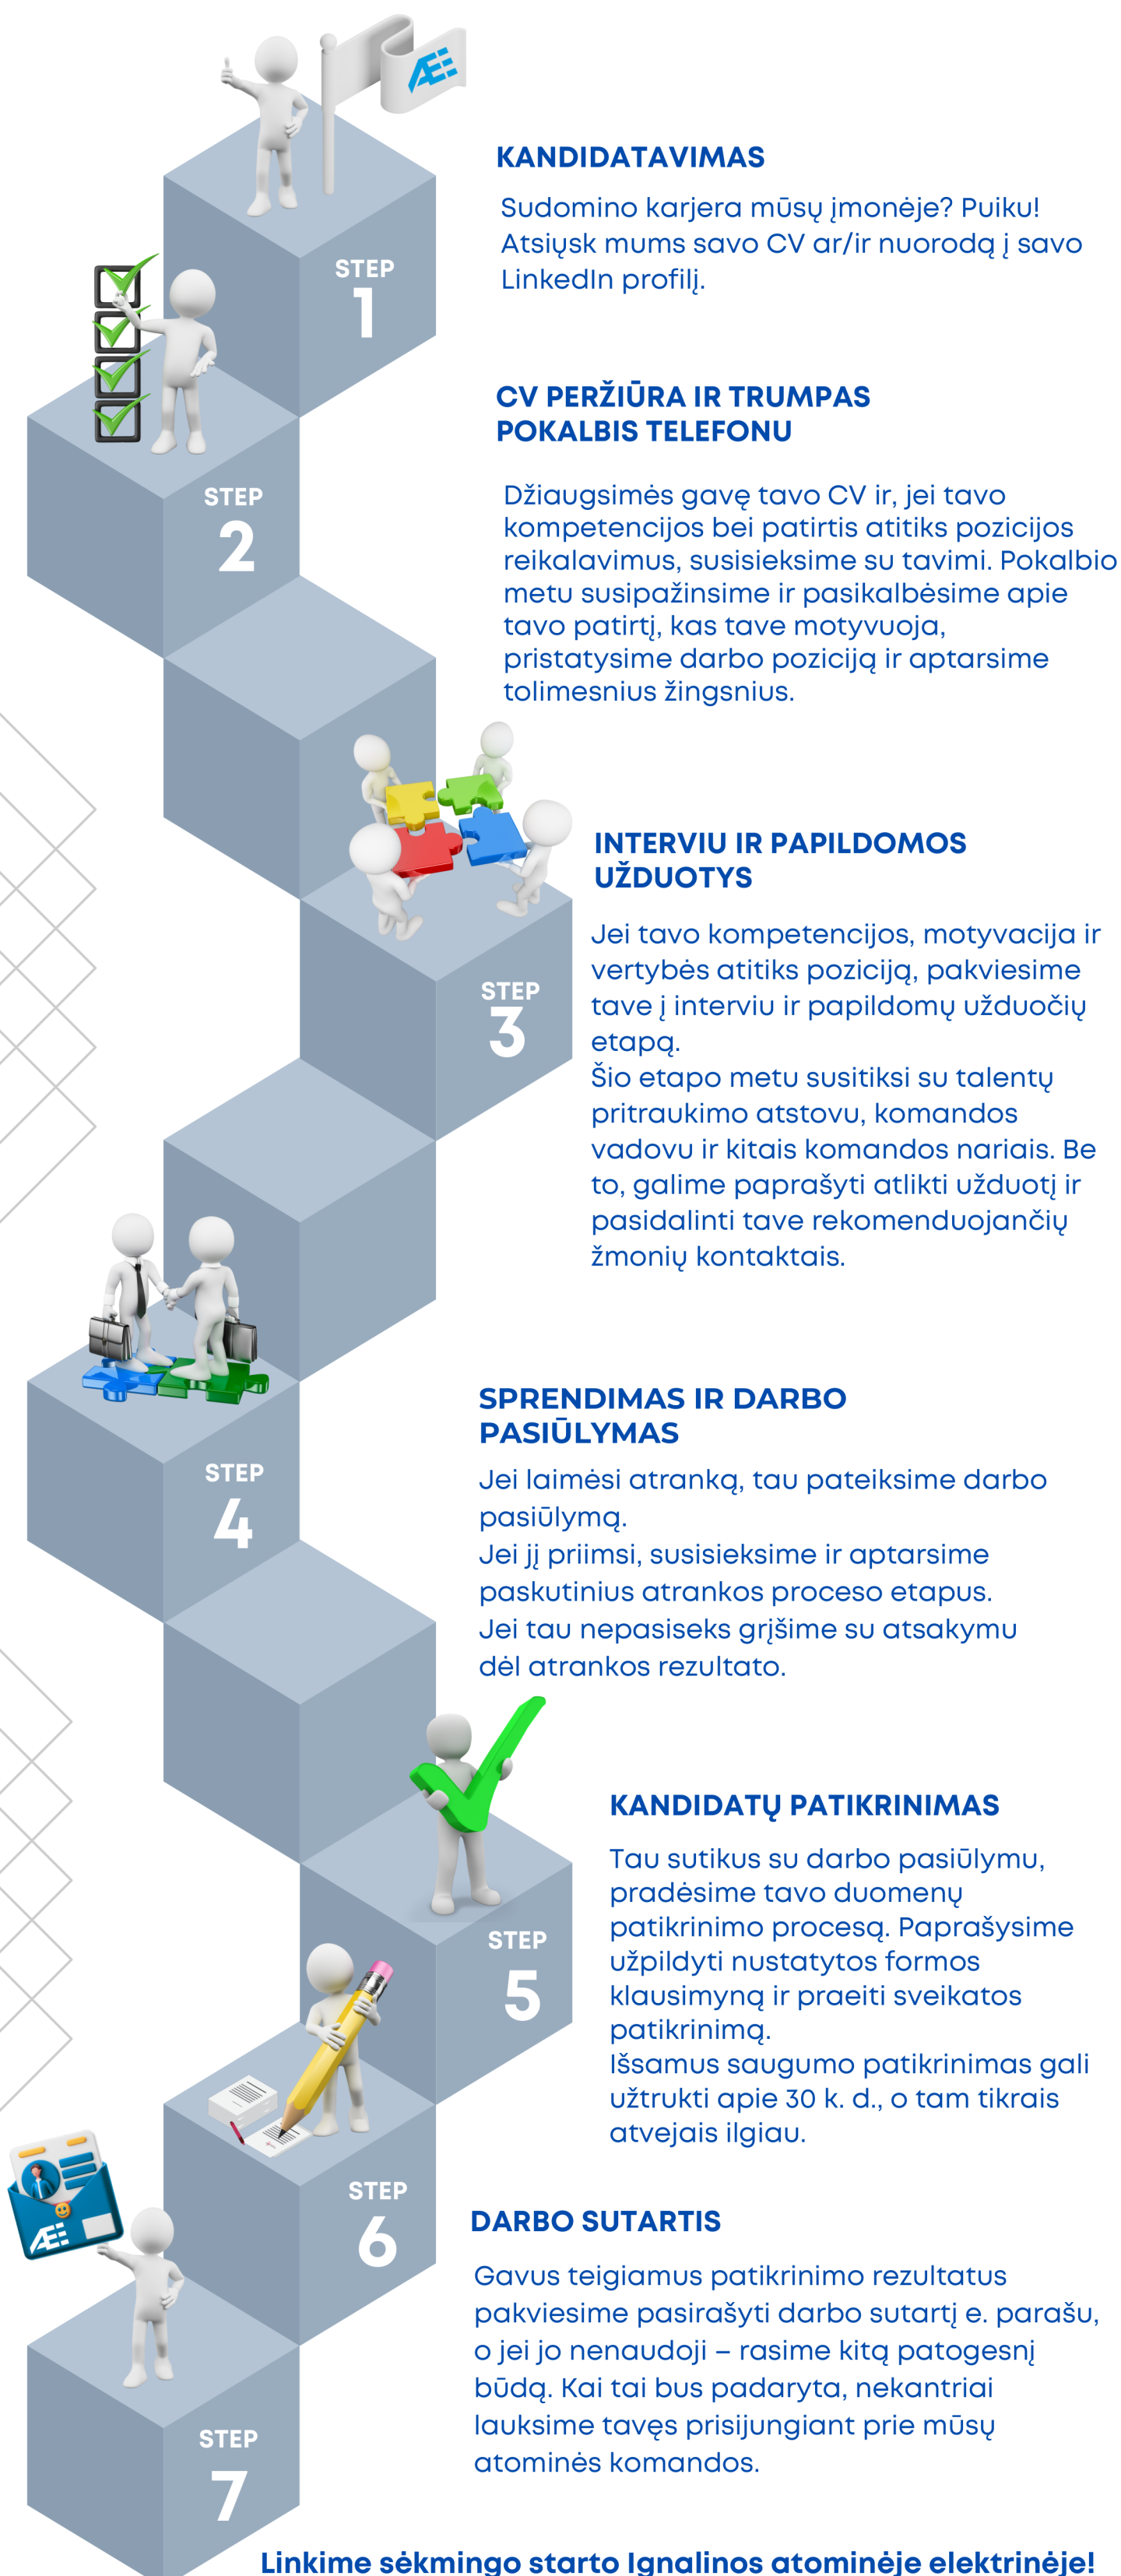 KANDIDATAVIMAS
Sudomino karjera mūsų įmonėje? Puiku!
Atsiųsk mums savo CV ar/ir nuorodą į savo
LinkedIn profilį.
STEP
1
CV PERŽIŪRA IR TRUMPAS
POKALBIS TELEFONU
Džiaugsimės gavę tavo CV ir, jei tavo
kompetencijos bei patirtis atitiks pozicijos
reikalavimus, susisieksime su tavimi. Pokalbio
metu susipažinsime ir pasikalbėsime apie
tavo patirtį, kas tave motyvuoja,
pristatysime darbo poziciją ir aptarsime
tolimesnius žingsnius.
STEP
2
INTERVIU IR PAPILDOMOS
UŽDUOTYS
Jei tavo kompetencijos, motyvacija ir
vertybės atitiks poziciją, pakviesime
tave į interviu ir papildomų užduočių
etapą.
Šio etapo metu susitiksi su talentų
pritraukimo atstovu, komandos
vadovu ir kitais komandos nariais. Be
to, galime paprašyti atlikti užduotį ir
pasidalinti tave rekomenduojančių
žmonių kontaktais.
STEP
3
SPRENDIMAS IR DARBO
PASIŪLYMAS
Jei laimėsi atranką, tau pateiksime darbo
pasiūlymą.
Jei jį priimsi, susisieksime ir aptarsime
paskutinius atrankos proceso etapus.
Jei tau nepasiseks grįšime su atsakymu
dėl atrankos rezultato.
STEP
4
KANDIDATŲ PATIKRINIMAS
Tau sutikus su darbo pasiūlymu,
pradėsime tavo duomenų
patikrinimo procesą. Paprašysime
užpildyti nustatytos formos
klausimyną ir praeiti sveikatos
patikrinimą.
Išsamus saugumo patikrinimas gali
užtrukti apie 30 k. d., o tam tikrais
atvejais ilgiau.
STEP
5
DARBO SUTARTIS
Gavus teigiamus patikrinimo rezultatus
pakviesime pasirašyti darbo sutartį e. parašu,
o jei jo nenaudoji – rasime kitą patogesnį
būdą. Kai tai bus padaryta, nekantriai
lauksime tavęs prisijungiant prie mūsų
atominės komandos.
STEP
6
STEP
7
Linkime sėkmingo starto Ignalinos atominėje elektrinėje!